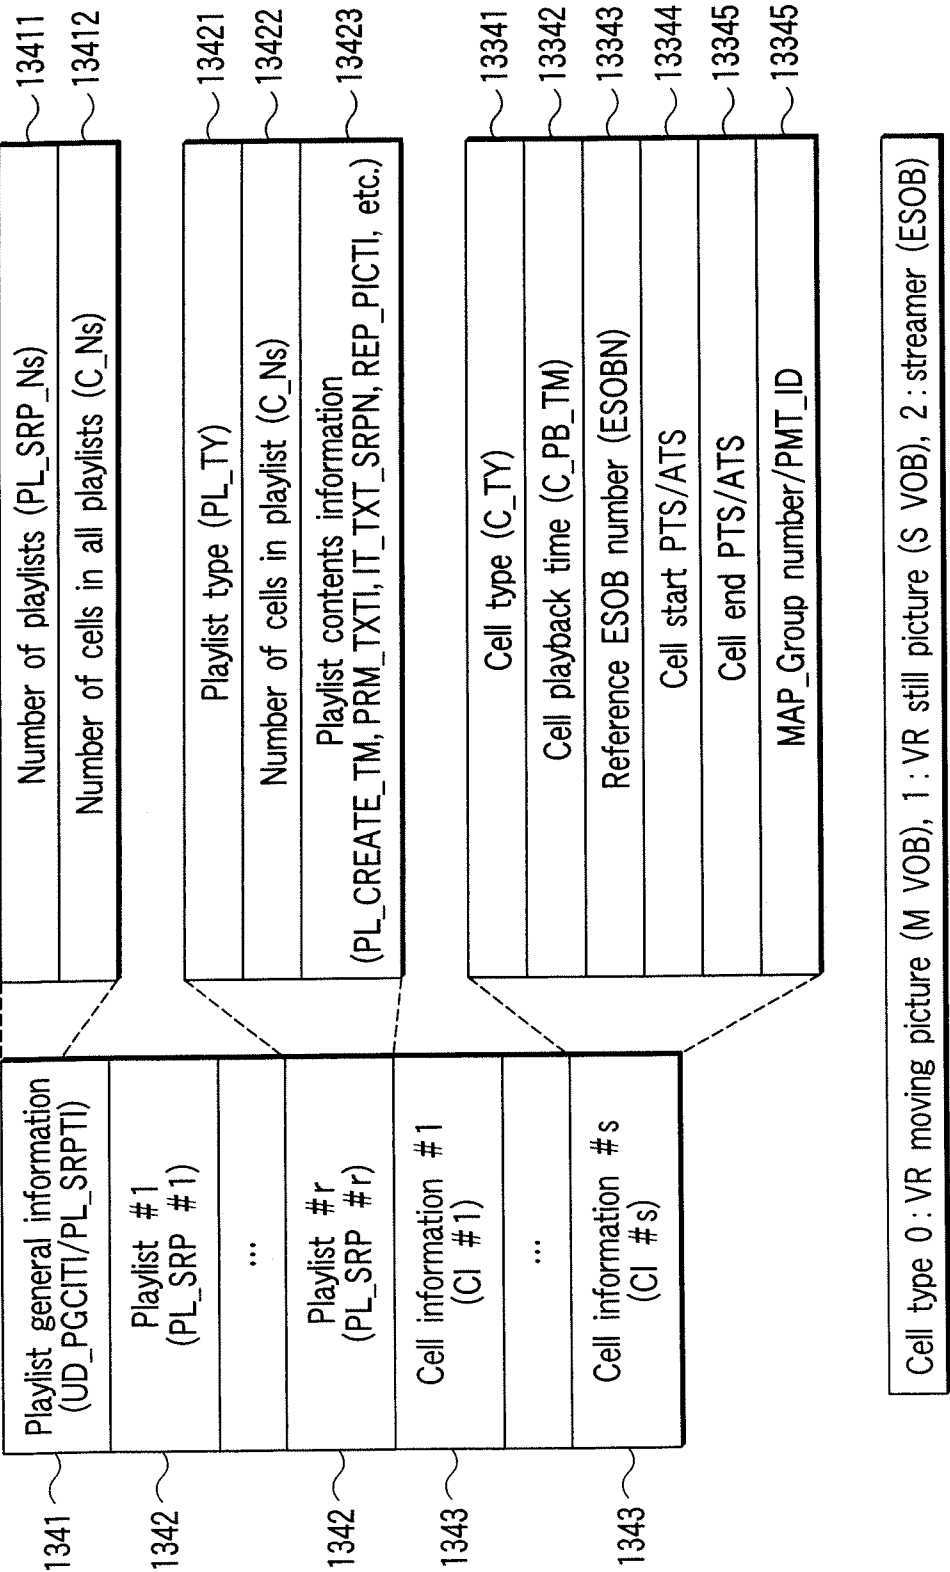 1341
Playlist general information
(UD_PGCITI/PL_SRPTI)
1342
Playlist #1
(PL_SRP #1)
...
1342
Playlist #r
(PL_SRP #r)
1343
Cell information #1
(CI #1)
...
1343
Cell information #s
(CI #s)
Number of playlists (PL_SRP_Ns)
13411
Number of cells in all playlists (C_Ns)
13412
Playlist type (PL_TY)
13421
Number of cells in playlist (C_Ns)
13422
Playlist contents information
(PL_CREATE_TM, PRM_TXTI, IT_TXT_SRPN, REP_PICTI, etc.)
13423
Cell type (C_TY)
13341
Cell playback time (C_PB_TM)
13342
Reference ESOB number (ESOBN)
13343
Cell start PTS/ATS
13344
Cell end PTS/ATS
13345
MAP_Group number/PMT_ID
13345
Cell type 0 : VR moving picture (M VOB), 1 : VR still picture (S VOB), 2 : streamer (ESOB)